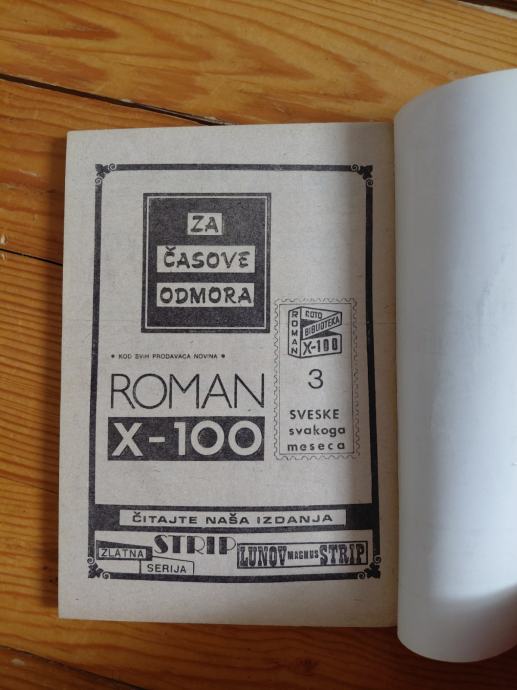 ZA
ČASOVE
ODMORA
• KOD SVIH PRODAVACA NOVINA •
ROMAN
X-100
ROMAN
ROTO
BIBLIOTEKA
X-100
3
SVESKE
svakoga
meseca
ČITAJTE NAŠA IZDANJA
ZLATNA
SERIJA
STRIP
LUNOV MAGNUS STRIP